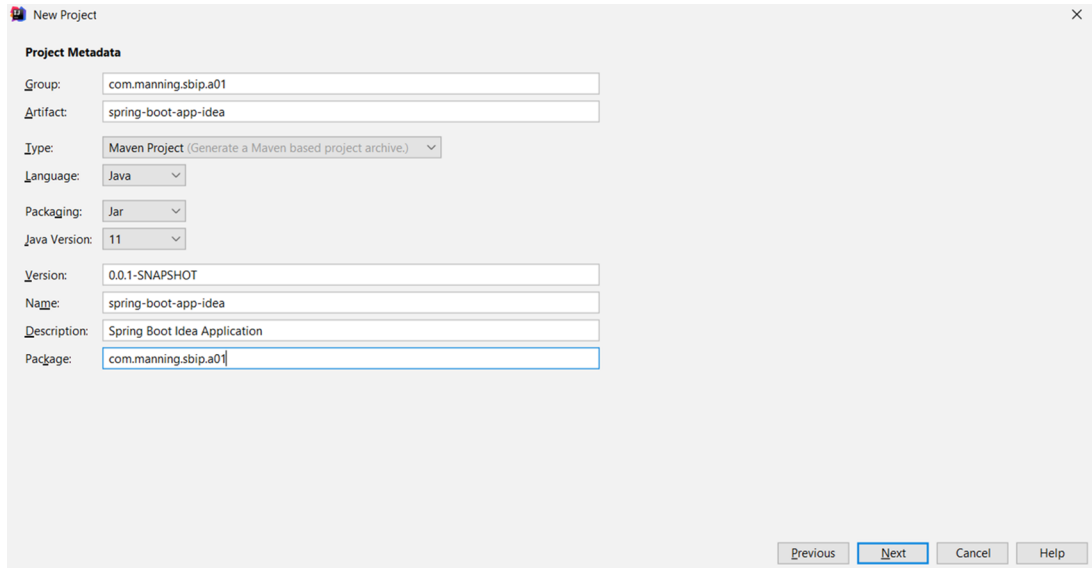 New Project
Project Metadata
Group: com.manning.sbip.a01
Artifact: spring-boot-app-idea
Type: Maven Project (Generate a Maven based project archive.)
Language: Java
Packaging: Jar
Java Version: 11
Version: 0.0.1-SNAPSHOT
Name: spring-boot-app-idea
Description: Spring Boot Idea Application
Package: com.manning.sbip.a01
Previous Next Cancel Help